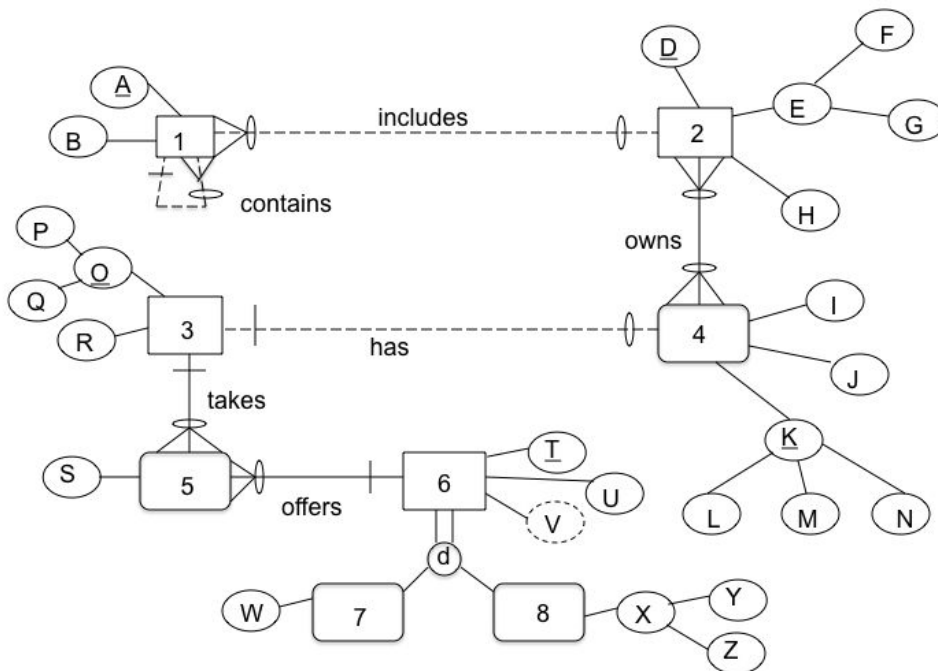 D
F
A
includes
E
B
1
2
G
contains
H
P
owns
O
Q
3
4
I
R
has
J
takes
K
T
S
5
6
offers
U
L
M
N
V
d
W
7
8
X
Y
Z